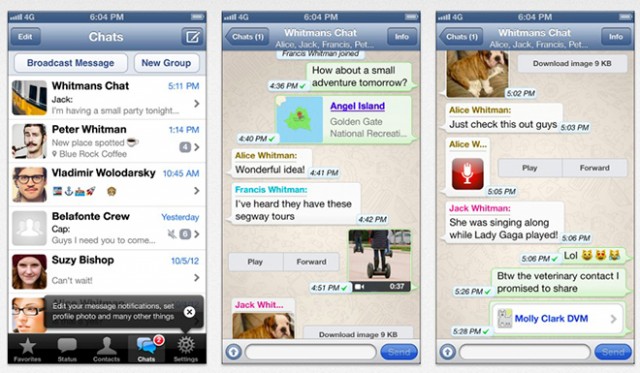 4G 6:04 PM
Edit Chats
Broadcast Message New Group
Whitmans Chat 5:11 PM
Jack:
I'm having a small party tonight...
Peter Whitman 1:14 PM
My new Chat
Blue Rock Coffee 4
Vladimir Wolodarsky 10:45 AM
Belafonte Crew Yesterday
Cap:
Guys I need you to come... 6
Suzy Bishop 10/5/12
Can't wait!
Edit your message notifications, set
profile photo and many other things
Favorites Status Contacts Chats 2 Settings
4G 6:04 PM
Chats (1) Whitmans Chat Info
Alice, Jack, Francis, Pet...
Francis Whitman joined
How about a small
adventure tomorrow?
4:36 PM
Angel Island
Golden Gate
National Recreati...
4:40 PM
Alice Whitman:
Wonderful idea! 4:41 PM
Francis Whitman:
I've heard they have these
segway tours
4:42 PM
Play Forward
4:51 PM 0:37
Jack Whit...
Download image 9 KB
Send
4G 6:04 PM
Chats (1) Whitmans Chat Info
Alice, Jack, Francis, Pet...
Download image 9 KB
5:02 PM
Alice Whitman:
Just check this out guys 5:03 PM
Alice W...
Play Forward
5:05 PM
Jack Whitman:
She was singing along
while Lady Gaga played! 5:06 PM
5:06 PM Lol
Btw the veterinary contact I
promised to share
5:26 PM
Molly Clark DVM
5:28 PM
Send